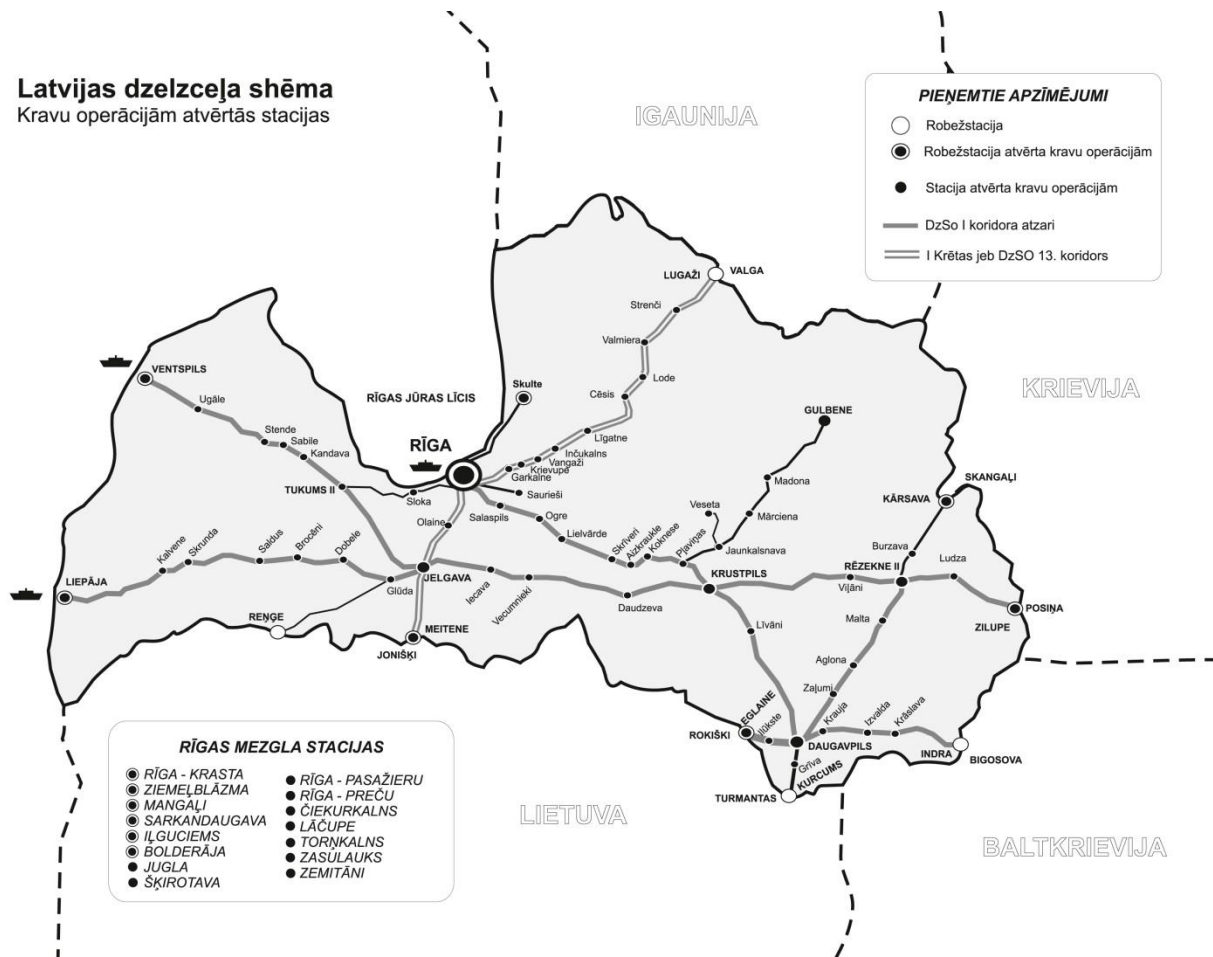 Latvijas dzelzceļa shēma
Kravu operācijām atvērtās stacijas
IGAUNIJA
PIEŅEMTIE APZĪMĒJUMI
Robežstacija
Robežstacija atvērta kravu operācijām
Stacija atvērta kravu operācijām
DzSo I koridora atzari
I Krētas jeb DzSO 13. koridors
LUGAŽI
VALGA
Strenči
Valmiera
Lode
Cēsis
Līgatne
Inčukalns
Vangaži
Krievupe
Garkalne
VENTSPILS
Ugāle
Stende
Sabile
Kandava
TUKUMS II
RĪGAS JŪRAS LĪCIS
Skulte
RĪGA
KRIEVIJA
GULBENE
Madona
Mārciena
Veseta
Jaunkalsnava
SKANGAĻI
KĀRSAVA
Burzava
RĒZEKNE II
Ludza
Sloka
Saurieši
Olaine
Salaspils
Ogre
Lielvārde
Skrīveri
Aizkraukle
Koknese
Pļaviņas
KRUSTPILS
Viļāni
POSIŅA
ZILUPE
LIEPĀJA
Kalvene
Skrunda
Saldus
Brocēni
Dobele
Glūda
JELGAVA
Iecava
Vecumnieki
Daudzeva
Līvāni
Malta
Aglona
Zaļumi
REŅĢE
MEITENE
JONIŠĶI
EGLAINE
ROKIŠKI
Ilūkste
DAUGAVPILS
Krauja
Izvalda
Krāslava
INDRA
BIGOSOVA
Grīva
KURCUMS
TURMANTAS
LIETUVA
BALTKRIEVIJA
RĪGAS MEZGLA STACIJAS
RĪGA - KRASTA
ZIEMEĻBLĀZMA
MANGAĻI
SARKANDAUGAVA
IĻGUCIEMS
BOLDERĀJA
JUGLA
ŠĶIROTAVA
RĪGA - PASAŽIERU
RĪGA - PREČU
ČIEKURKALNS
LĀČUPE
TORŅKALNS
ZASULAUKS
ZEMITĀNI